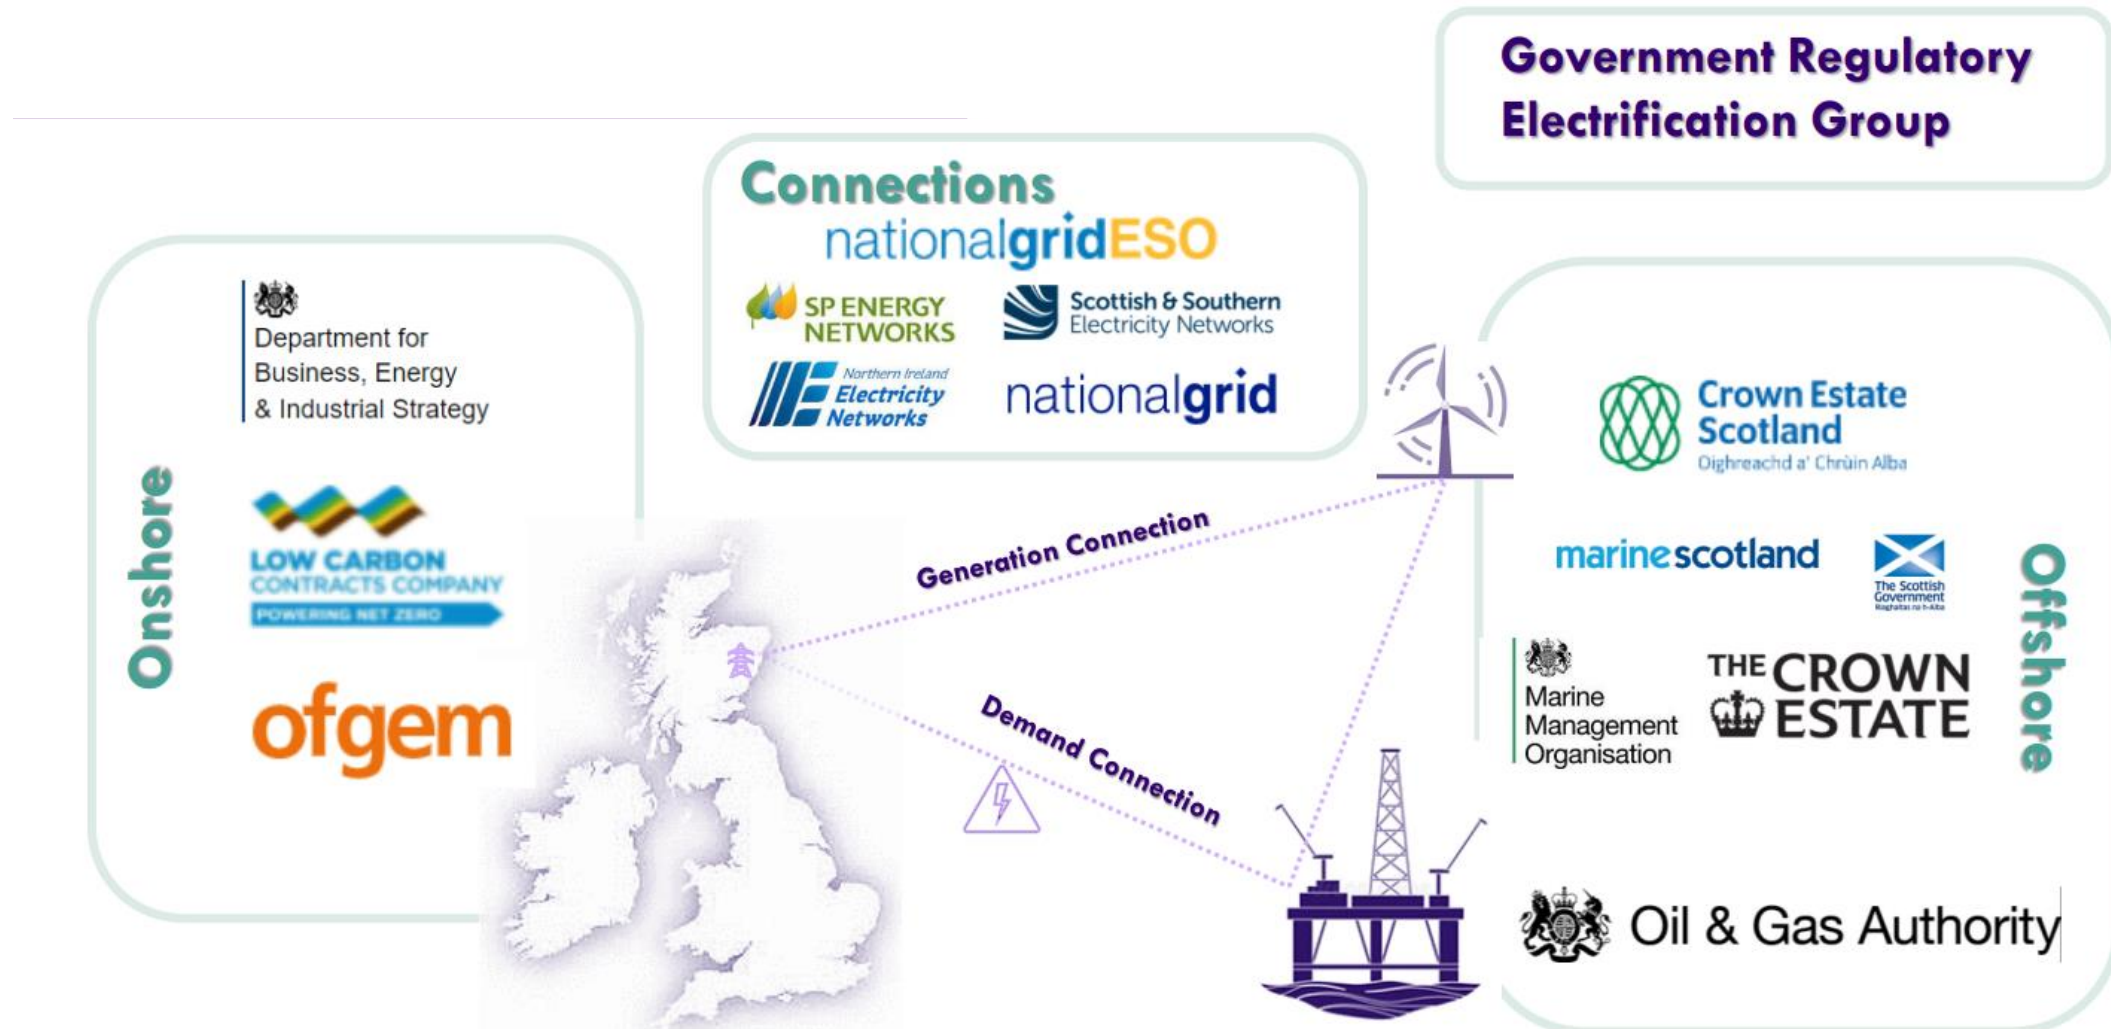 Government Regulatory
Electrification Group
Connections
nationalgridESO
SP ENERGY
NETWORKS
Scottish & Southern
Electricity Networks
Northern Ireland
Electricity
Networks
nationalgrid
Onshore
Department for
Business, Energy
& Industrial Strategy
LOW CARBON
CONTRACTS COMPANY
POWERING NET ZERO
ofgem
Generation Connection
Demand Connection
Offshore
Crown Estate
Scotland
Oighreachd a' Chrùin Alba
marinescotland
The Scottish
Government
Riaghaltas na h-Alba
Marine
Management
Organisation
THE CROWN
ESTATE
Oil & Gas Authority